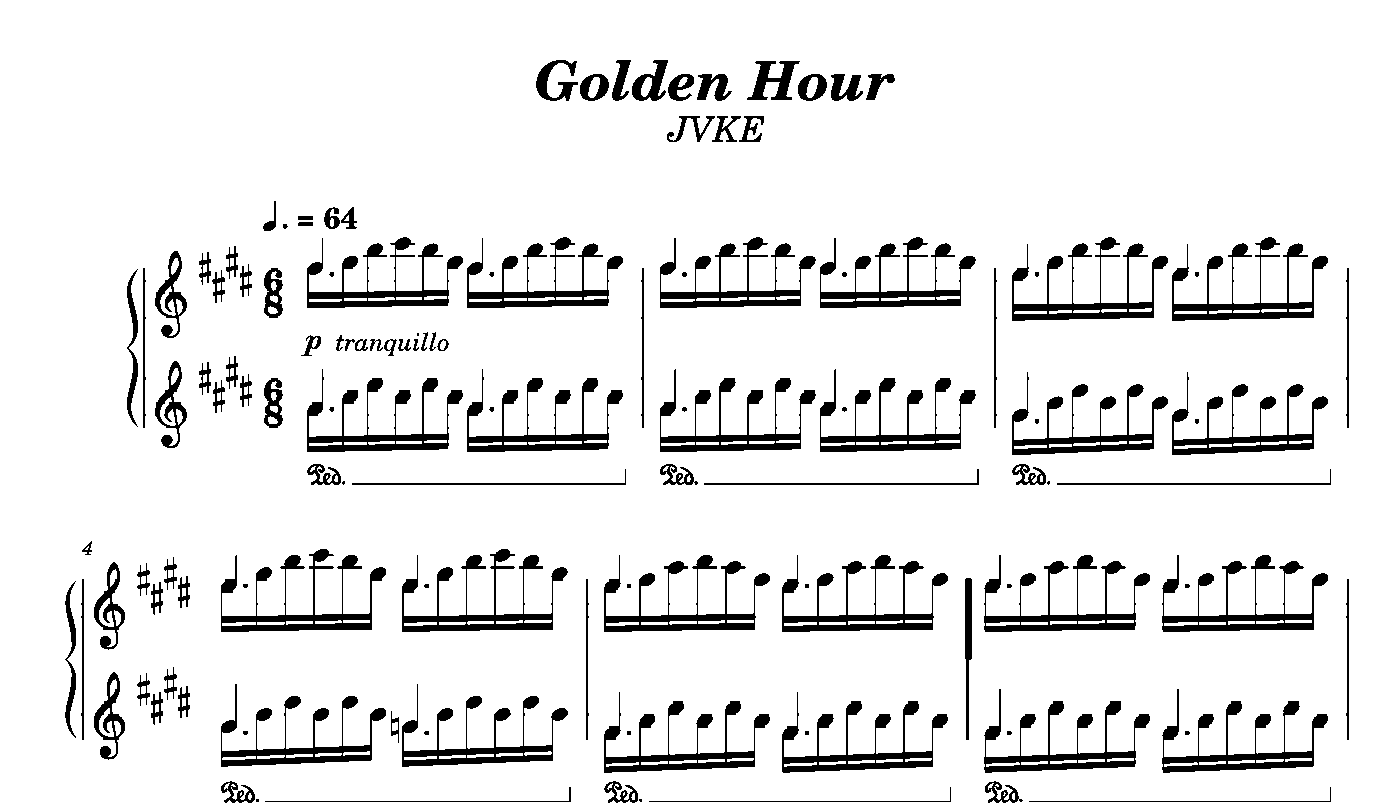 Golden Hour
JVKE
♩. = 64
6
8
p tranquillo
6
8
Ped. Ped. Ped.
4
Ped. Ped. Ped.